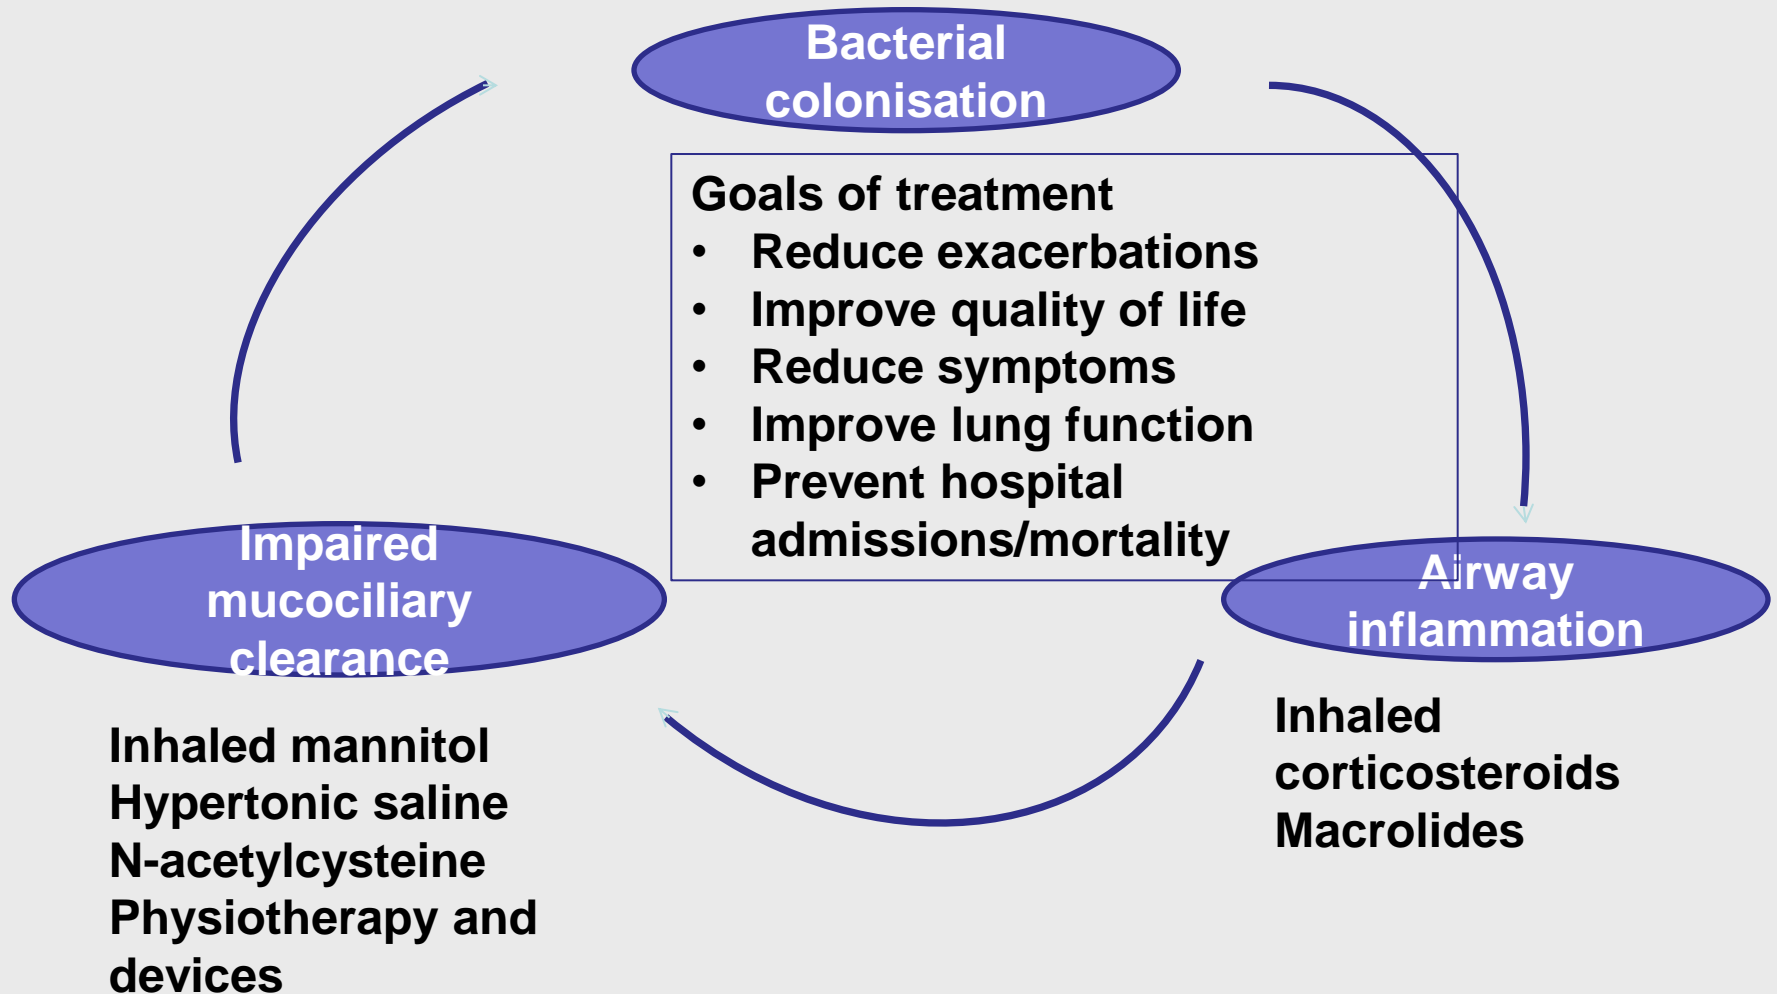 Bacterial
colonisation
Goals of treatment
• Reduce exacerbations
• Improve quality of life
• Reduce symptoms
• Improve lung function
• Prevent hospital
admissions/mortality
Impaired
mucociliary
clearance
Airway
inflammation
Inhaled mannitol
Hypertonic saline
N-acetylcysteine
Physiotherapy and
devices
Inhaled
corticosteroids
Macrolides